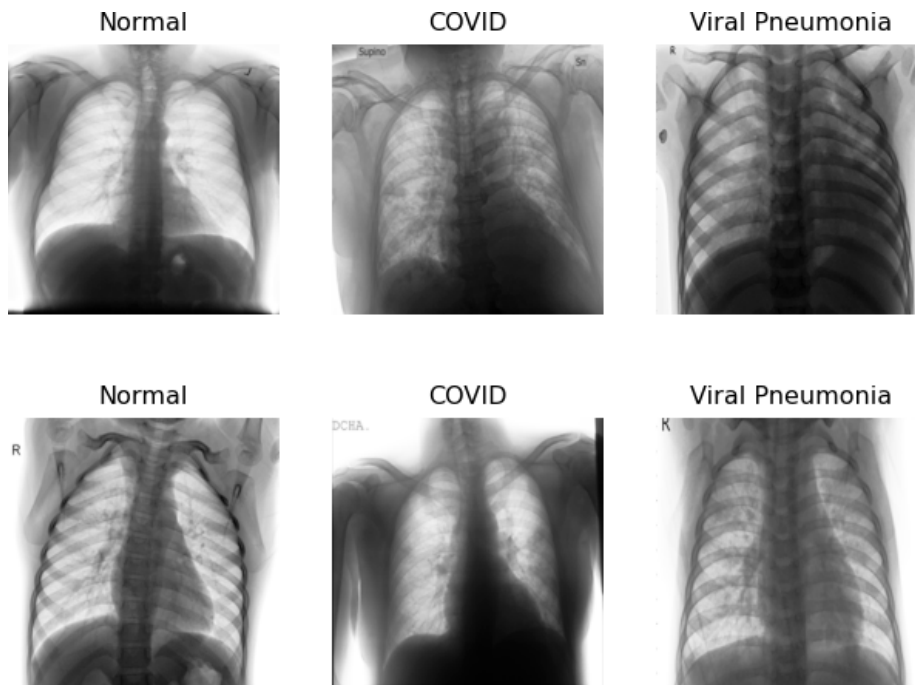 Normal COVID Viral Pneumonia
Supino
Sn
R
Normal COVID Viral Pneumonia
R
DCHA.
R